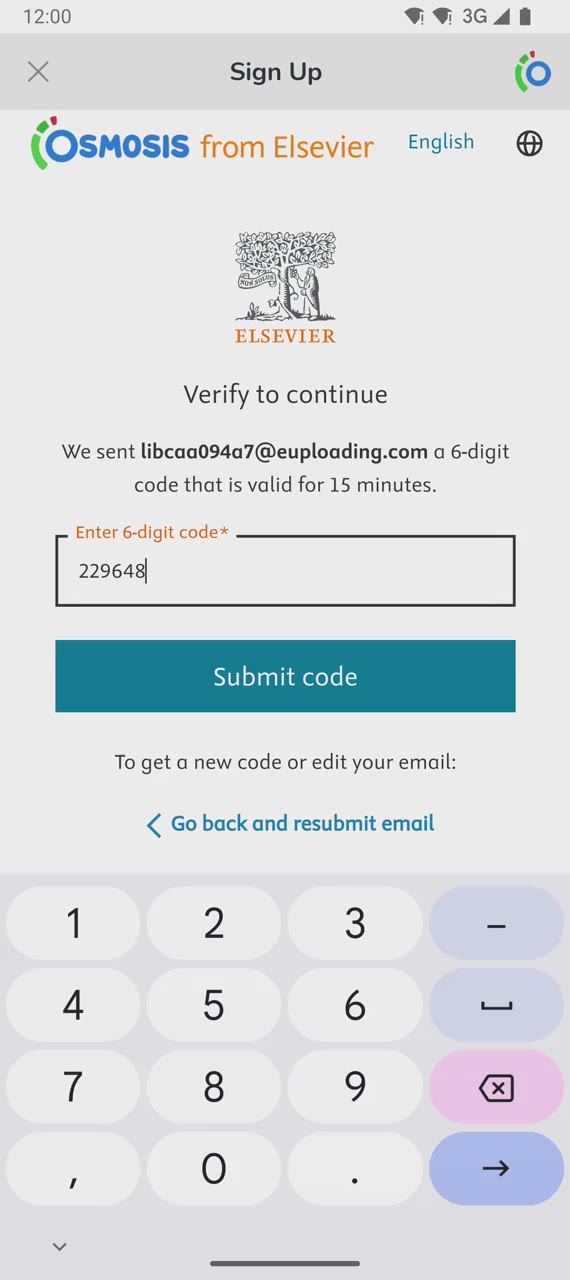 12:00
3G
Sign Up
OSMOSIS from Elsevier
English
NON SOLUS
ELSEVIER
Verify to continue
We sent libcaa094a7@euploading.com a 6-digit
code that is valid for 15 minutes.
Enter 6-digit code*
229648
Submit code
To get a new code or edit your email:
Go back and resubmit email
1 2 3 –
4 5 6
7 8 9
, 0 .